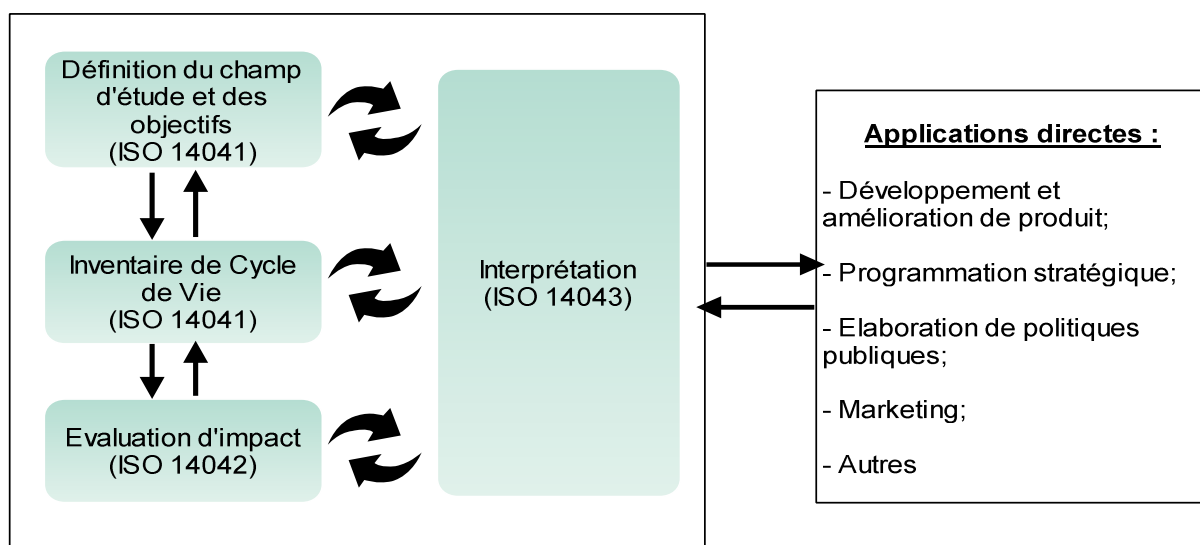 Définition du champ
d'étude et des
objectifs
(ISO 14041)
Inventaire de Cycle
de Vie
(ISO 14041)
Evaluation d'impact
(ISO 14042)
Interprétation
(ISO 14043)
Applications directes :
- Développement et
amélioration de produit;
- Programmation stratégique;
- Elaboration de politiques
publiques;
- Marketing;
- Autres